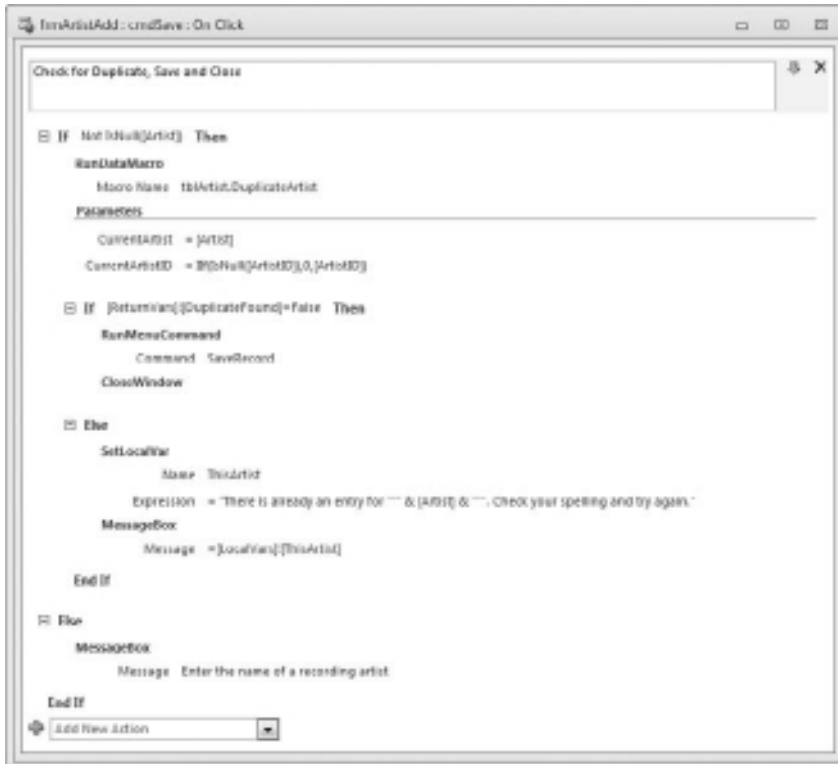 frmArtistAdd : cmdSave : On Click
Check for Duplicate, Save and Close
If Not IsNull([Artist]) Then
RunDataMacro
Macro Name tblArtist.DuplicateArtist
Parameters
CurrentArtist = [Artist]
CurrentArtistID = IIf(IsNull([ArtistID]),0,[ArtistID])
If [ReturnVars]![DuplicateFound]=False Then
RunMenuCommand
Command SaveRecord
CloseWindow
Else
SetLocalVar
Name ThisArtist
Expression = "There is already an entry for """ & [Artist] & """. Check your spelling and try again."
MessageBox
Message =[LocalVars]![ThisArtist]
End If
Else
MessageBox
Message Enter the name of a recording artist
End If
Add New Action